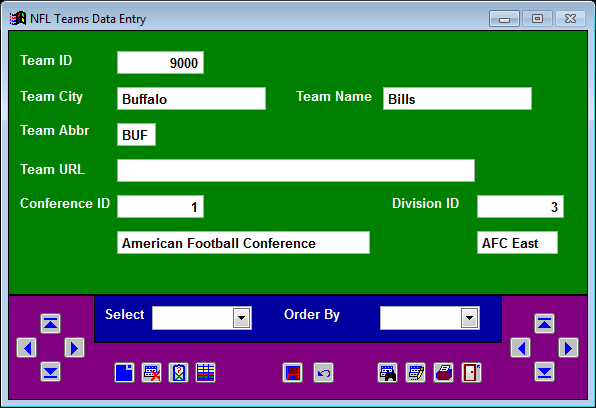 NFL Teams Data Entry
Team ID 9000
Team City Buffalo Team Name Bills
Team Abbr BUF
Team URL
Conference ID 1 Division ID 3
American Football Conference AFC East
Select Order By